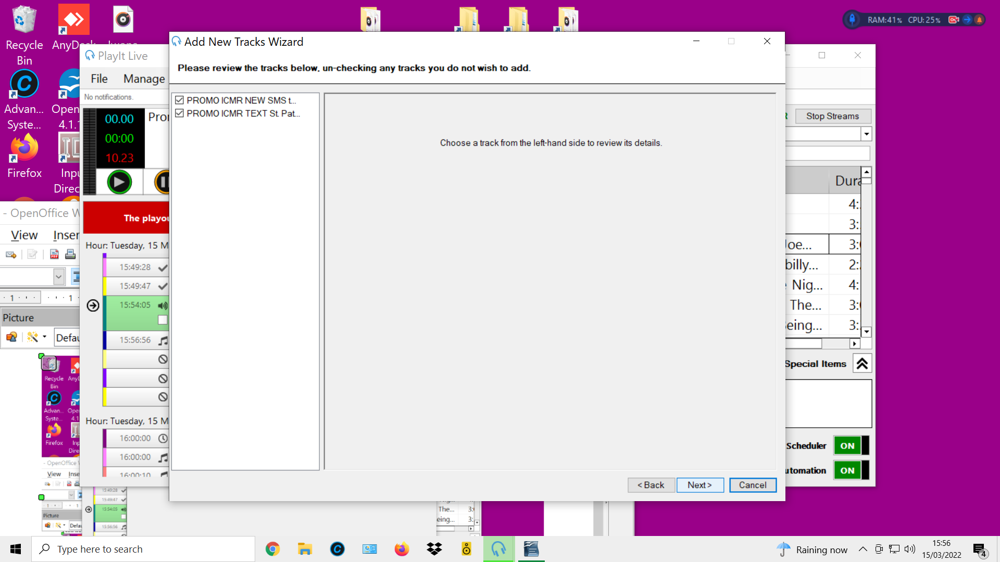 Recycle
Bin
AnyDesk
Advan...
Syste...
Open
4.1.1
Firefox
Inpu
Direc
RAM:41% CPU: 25%
PlayIt Live
File Manage
No notifications.
00.00
00:00
10.23
Pror
The playou
Hour: Tuesday, 15 M
15:49:28
15:49:47
15:54:05
15:56:56
Hour: Tuesday, 15 M
16:00:00
16:00:00
16:00:10
Add New Tracks Wizard
Please review the tracks below, un-checking any tracks you do not wish to add.
PROMO ICMR NEW SMS t...
PROMO ICMR TEXT St. Pat...
Choose a track from the left-hand side to review its details.
< Back
Next >
Cancel
Stop Streams
Dura
4:
3:
Joe... 3:
billy... 2:
Nig... 4:
The... 3:
eing... 3:
Special Items
Scheduler ON
utomation ON
- OpenOffice W
View Inser
1 1
Picture
Defau
Recycle
Bin
Any
Advan...
Syste...
Open
4.1
Firefox
Inp
Dire
- OpenOffice
View Inse
1 1
Picture
Defau
15:49:28
15:49:47
15:54:05
15:56:56
The... 3:
eing... 3:
Type here to search
Raining now
15:56
15/03/2022
4